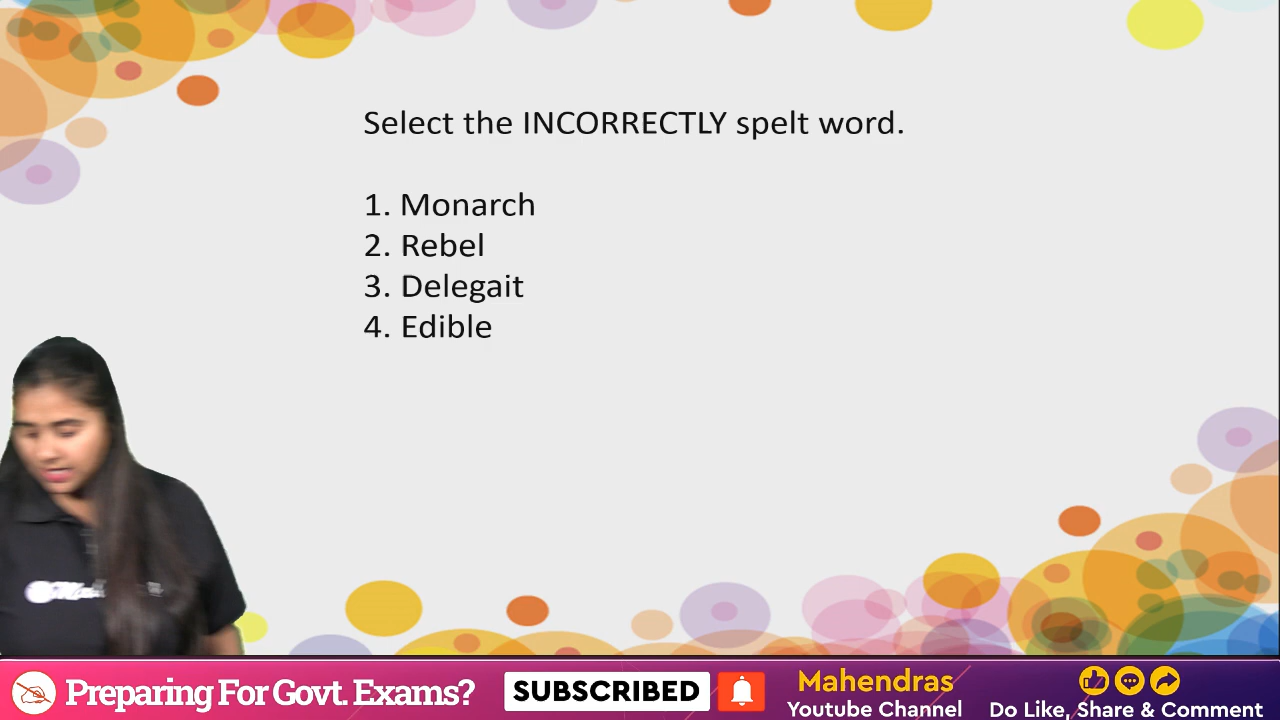 Select the INCORRECTLY spelt word.
1. Monarch
2. Rebel
3. Delegait
4. Edible
Preparing For Govt. Exams?
SUBSCRIBED
Mahendras
Youtube Channel
Do Like, Share & Comment